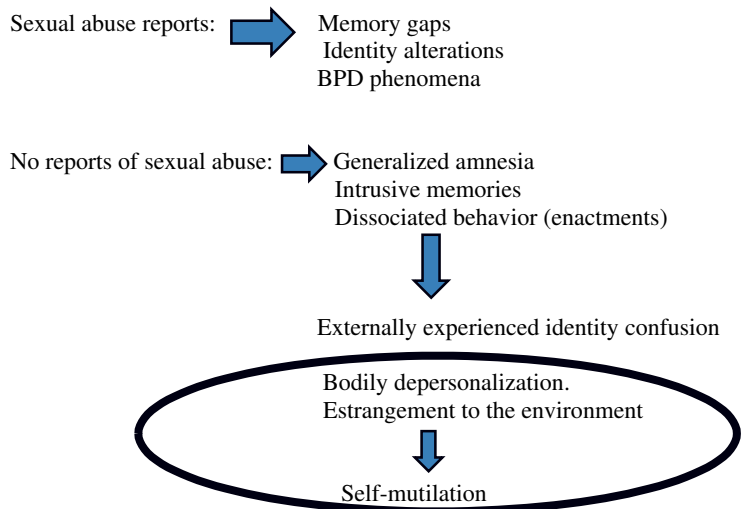 Sexual abuse reports: Memory gaps
Identity alterations
BPD phenomena
No reports of sexual abuse: Generalized amnesia
Intrusive memories
Dissociated behavior (enactments)
Externally experienced identity confusion
Bodily depersonalization.
Estrangement to the environment
Self-mutilation